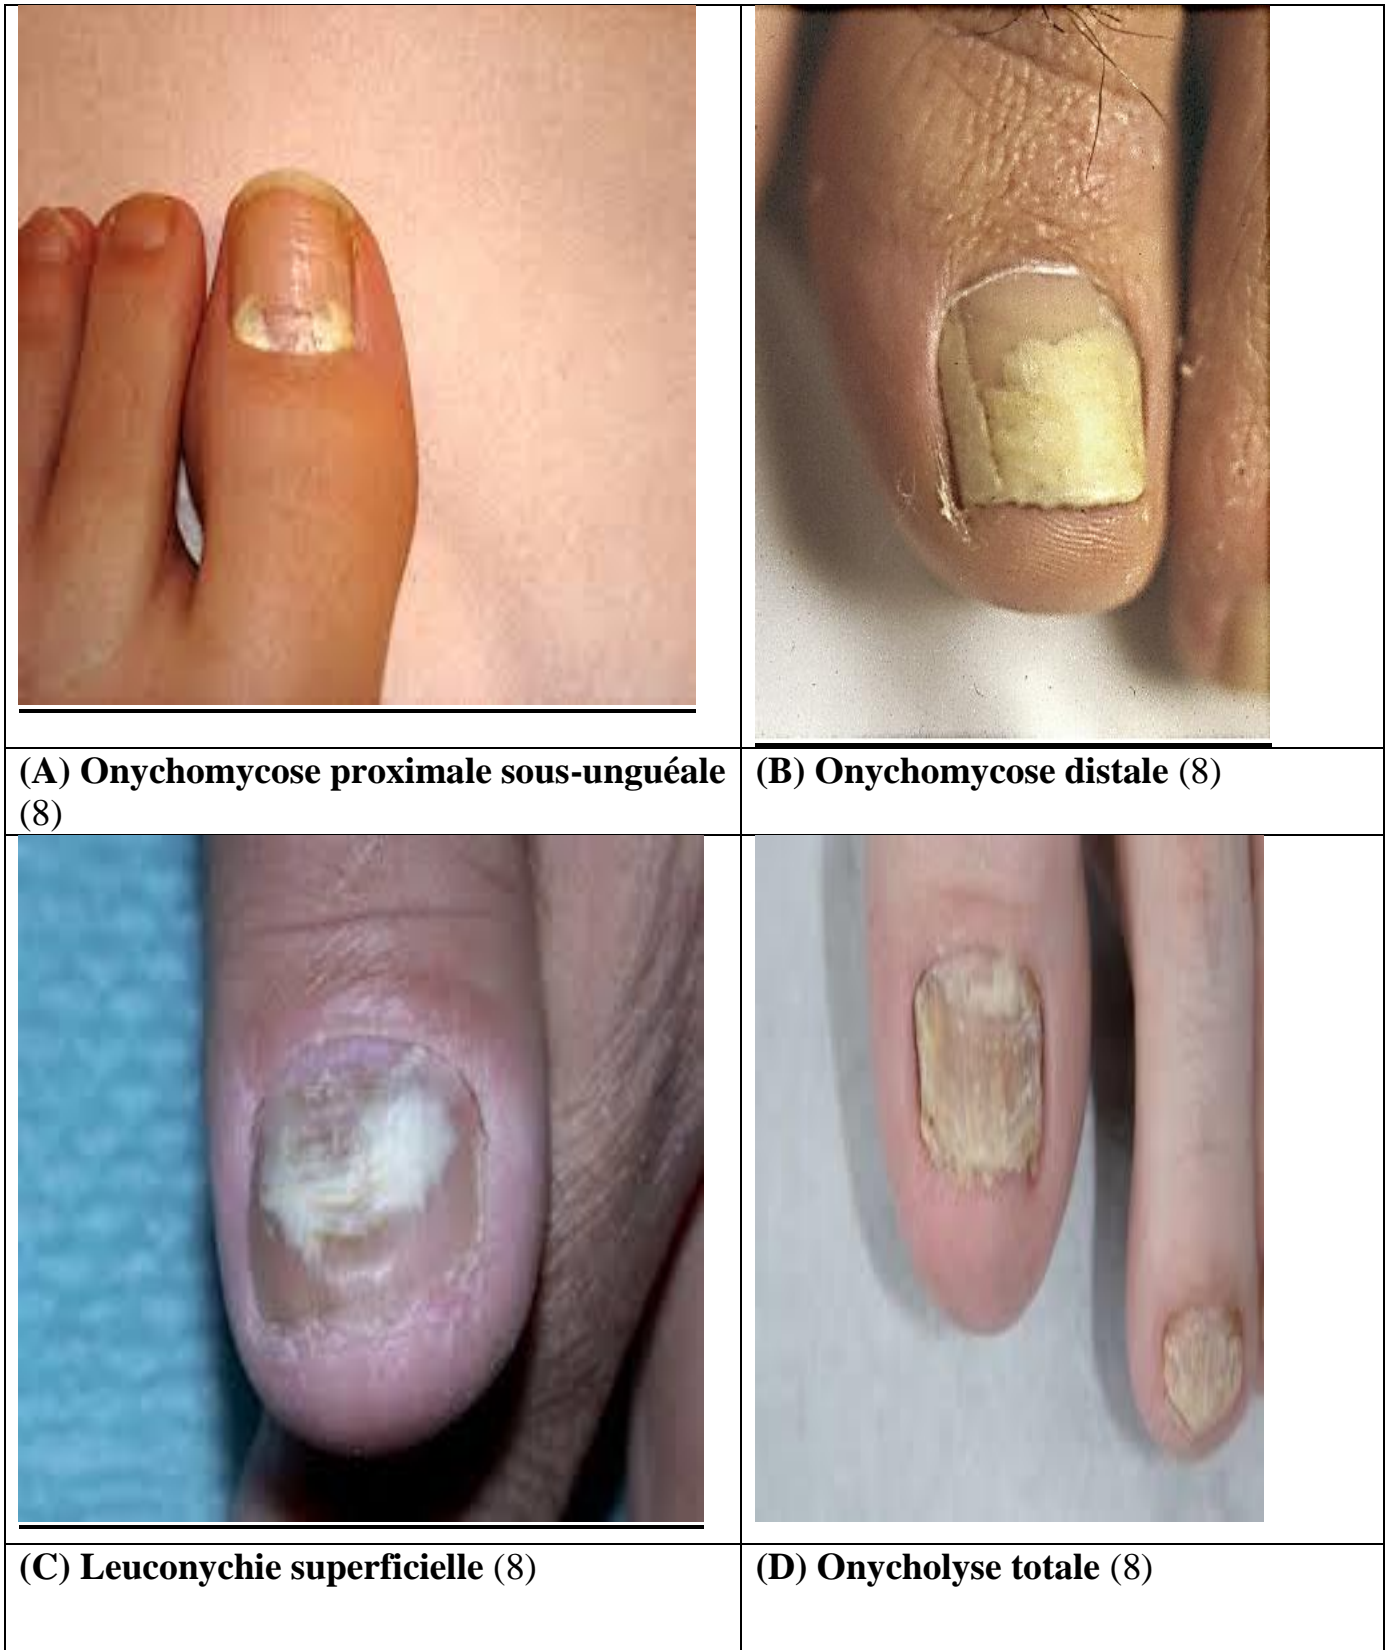 (A) Onychomycose proximale sous-unguéale
(8)
(B) Onychomycose distale (8)
(C) Leuconychie superficielle (8)
(D) Onycholyse totale (8)